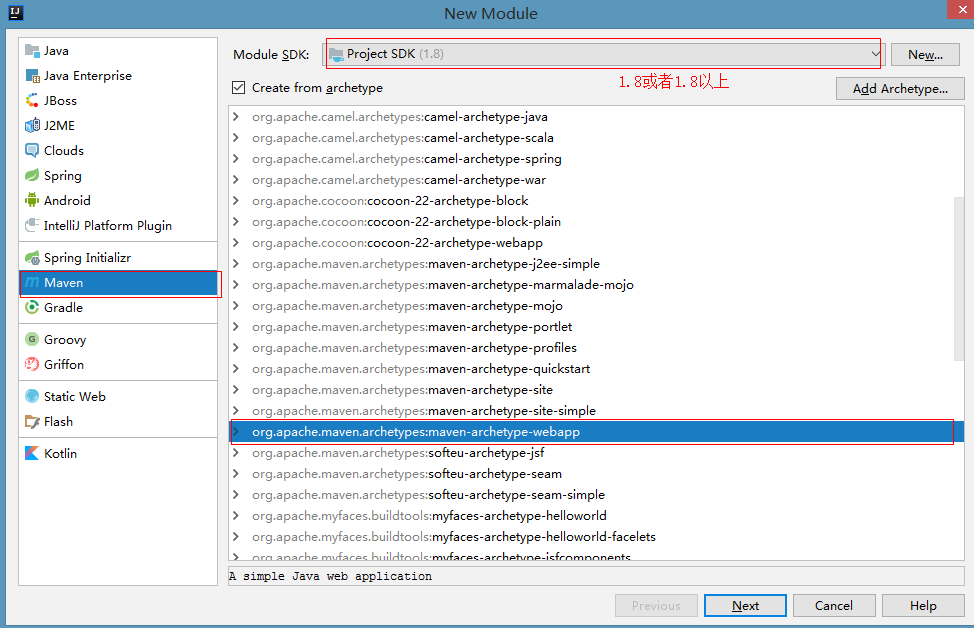 IJ
New Module
Java
Java Enterprise
JBoss
J2ME
Clouds
Spring
Android
IntelliJ Platform Plugin
Spring Initializr
Maven
Gradle
Groovy
Griffon
Static Web
Flash
Kotlin
Module SDK: Project SDK (1.8) New...
1.8或者1.8以上
Create from archetype Add Archetype...
org.apache.camel.archetypes:camel-archetype-java
org.apache.camel.archetypes:camel-archetype-scala
org.apache.camel.archetypes:camel-archetype-spring
org.apache.camel.archetypes:camel-archetype-war
org.apache.cocoon:cocoon-22-archetype-block
org.apache.cocoon:cocoon-22-archetype-block-plain
org.apache.cocoon:cocoon-22-archetype-webapp
org.apache.maven.archetypes:maven-archetype-j2ee-simple
org.apache.maven.archetypes:maven-archetype-marmalade-mojo
org.apache.maven.archetypes:maven-archetype-mojo
org.apache.maven.archetypes:maven-archetype-portlet
org.apache.maven.archetypes:maven-archetype-profiles
org.apache.maven.archetypes:maven-archetype-quickstart
org.apache.maven.archetypes:maven-archetype-site
org.apache.maven.archetypes:maven-archetype-site-simple
org.apache.maven.archetypes:maven-archetype-webapp
org.apache.maven.archetypes:softeu-archetype-jsf
org.apache.maven.archetypes:softeu-archetype-seam
org.apache.maven.archetypes:softeu-archetype-seam-simple
org.apache.myfaces.buildtools:myfaces-archetype-helloworld
org.apache.myfaces.buildtools:myfaces-archetype-helloworld-facelets
org.apache.myfaces.buildtools:myfaces-archetype-jsfcomponents
A simple Java web application
Previous Next Cancel Help